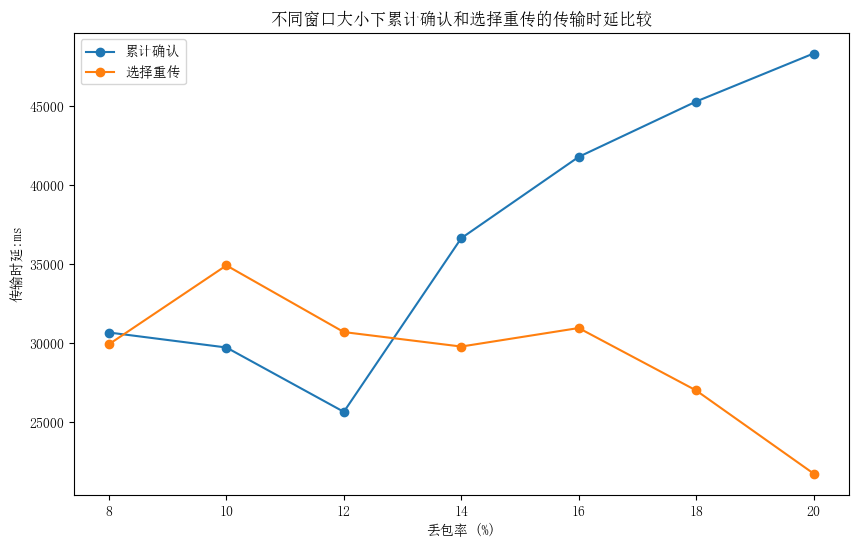 不同窗口大小下累计确认和选择重传的传输时延比较
累计确认
选择重传
45000
40000
35000
30000
25000
传输时延:ms
8 10 12 14 16 18 20
丢包率 (%)